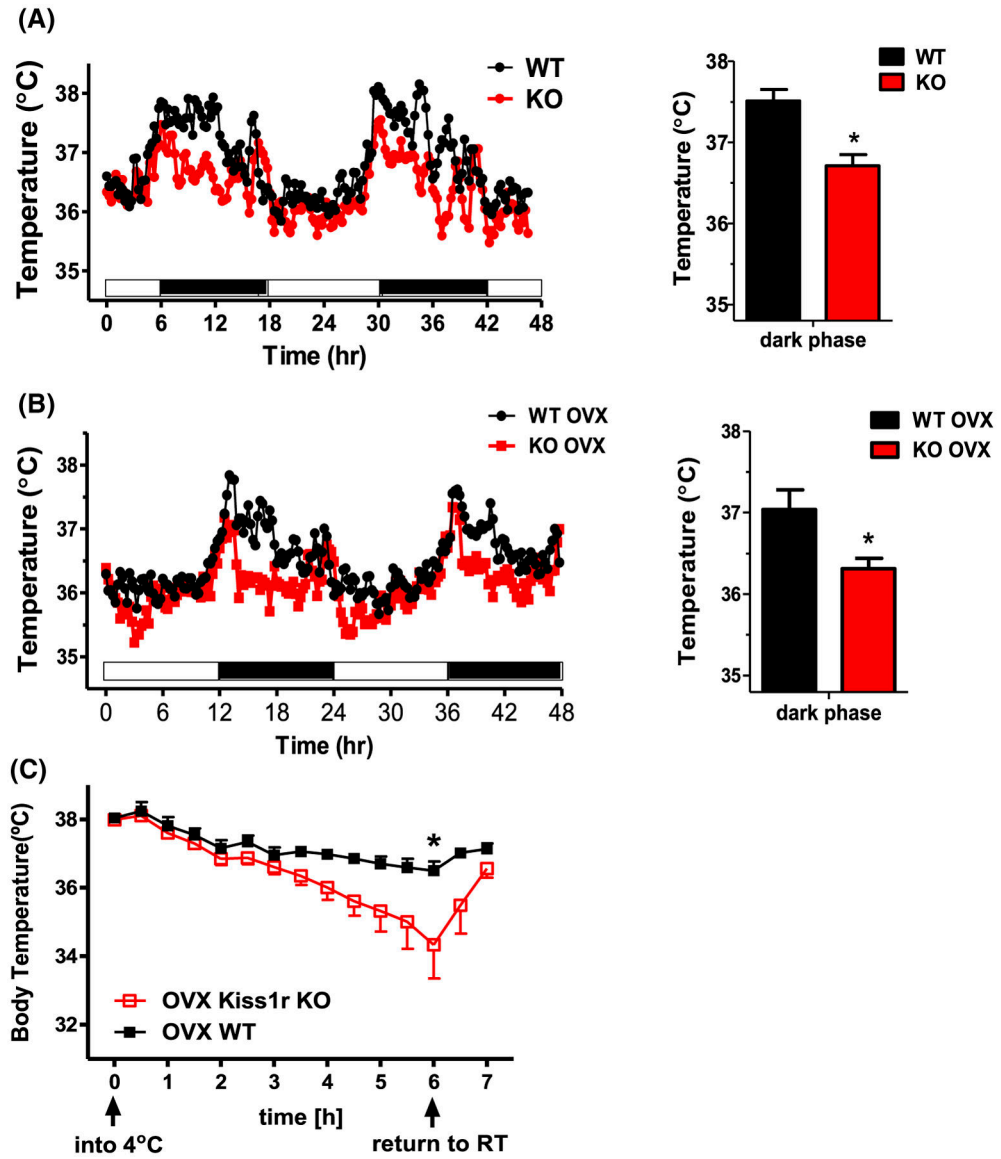 (A)
Temperature (°C)
38
37
36
35
WT
KO
0 6 12 18 24 30 36 42 48
Time (hr)
Temperature (°C)
38
37
36
35
WT
KO
*
dark phase
(B)
Temperature (°C)
38
37
36
35
WT OVX
KO OVX
0 6 12 18 24 30 36 42 48
Time (hr)
Temperature (°C)
38
37
36
35
WT OVX
KO OVX
*
dark phase
(C)
Body Temperature(ºC)
38
36
34
32
*
OVX Kiss1r KO
OVX WT
0 1 2 3 4 5 6 7
time [h]
into 4°C
return to RT